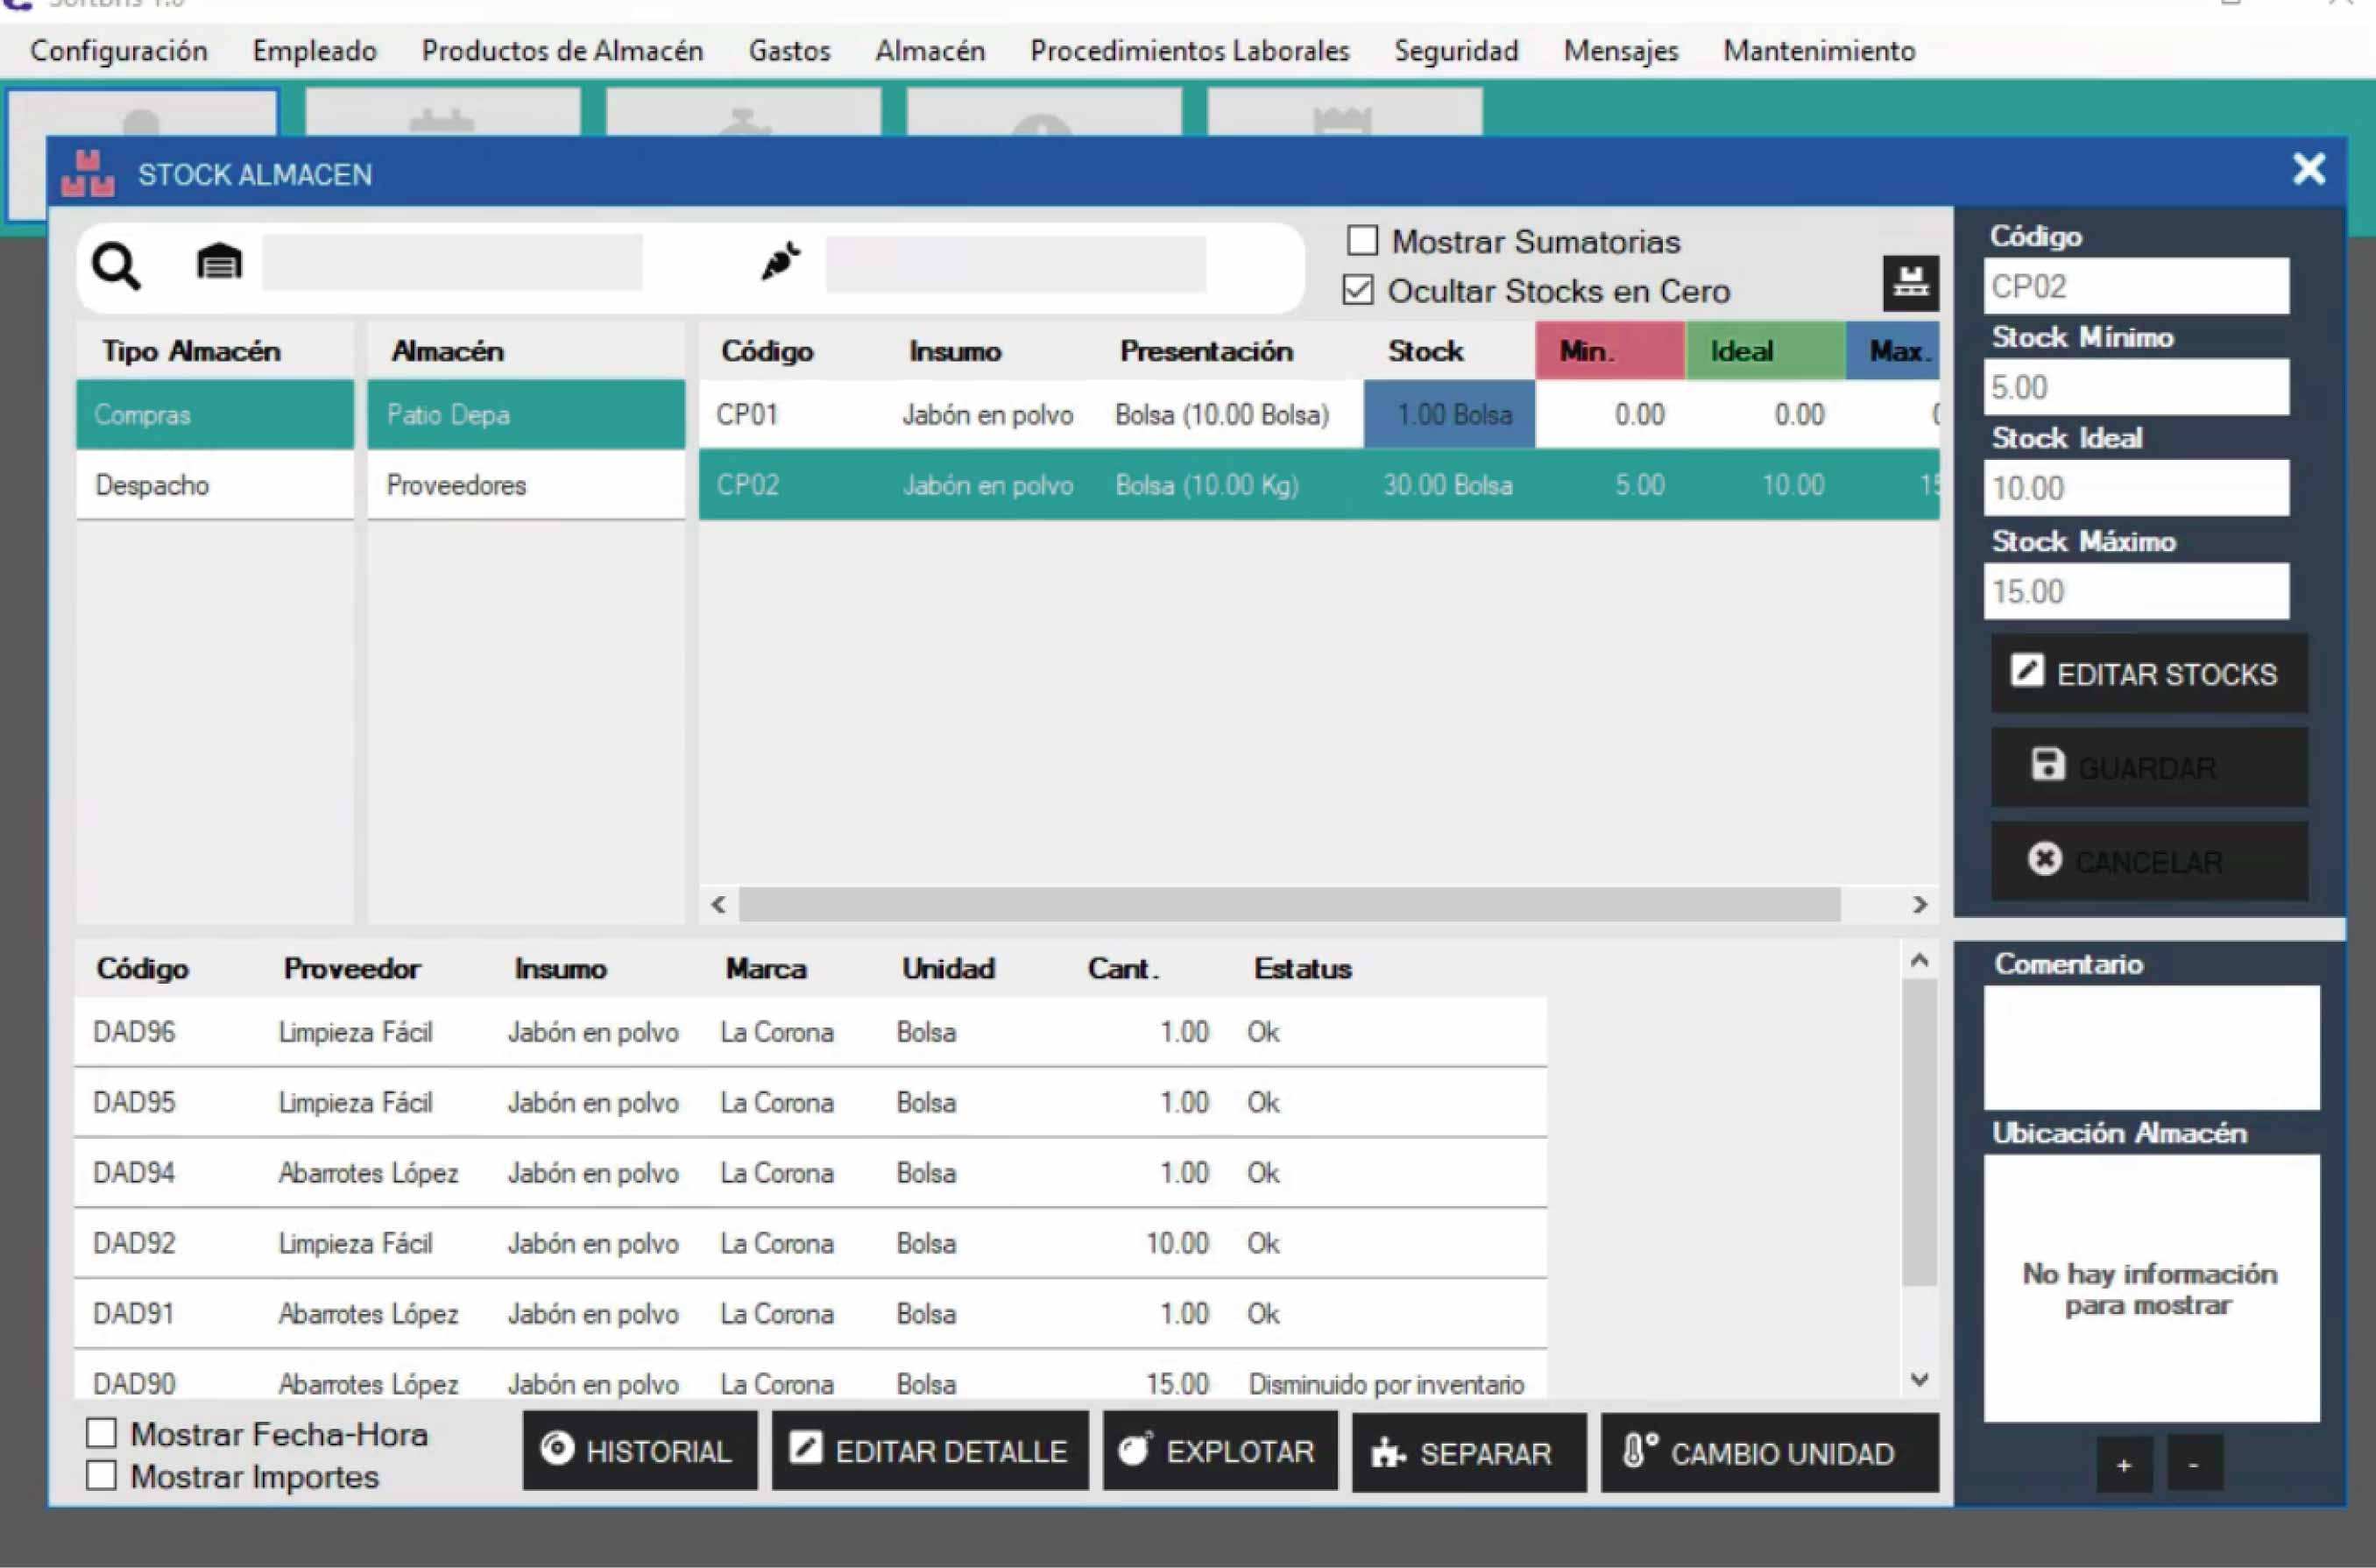 Configuración Empleado Productos de Almacén Gastos Almacén Procedimientos Laborales Seguridad Mensajes Mantenimiento
STOCK ALMACEN
Mostrar Sumatorias
Ocultar Stocks en Cero
Tipo Almacén Almacén Código Insumo Presentación Stock Min. Ideal Max.
Compras Patio Depa CP01 Jabón en polvo Bolsa (10.00 Bolsa) 1.00 Bolsa 0.00 0.00
Despacho Proveedores CP02 Jabón en polvo Bolsa (10.00 Kg) 30.00 Bolsa 5.00 10.00 15
Código
CP02
Stock Mínimo
5.00
Stock Ideal
10.00
Stock Máximo
15.00
EDITAR STOCKS
GUARDAR
CANCELAR
Código Proveedor Insumo Marca Unidad Cant. Estatus
DAD96 Limpieza Fácil Jabón en polvo La Corona Bolsa 1.00 Ok
DAD95 Limpieza Fácil Jabón en polvo La Corona Bolsa 1.00 Ok
DAD94 Abarrotes López Jabón en polvo La Corona Bolsa 1.00 Ok
DAD92 Limpieza Fácil Jabón en polvo La Corona Bolsa 10.00 Ok
DAD91 Abarrotes López Jabón en polvo La Corona Bolsa 1.00 Ok
DAD90 Abarrotes López Jabón en polvo La Corona Bolsa 15.00 Disminuido por inventario
Comentario
Ubicación Almacén
No hay información
para mostrar
+ -
Mostrar Fecha-Hora
Mostrar Importes
HISTORIAL EDITAR DETALLE EXPLOTAR SEPARAR CAMBIO UNIDAD